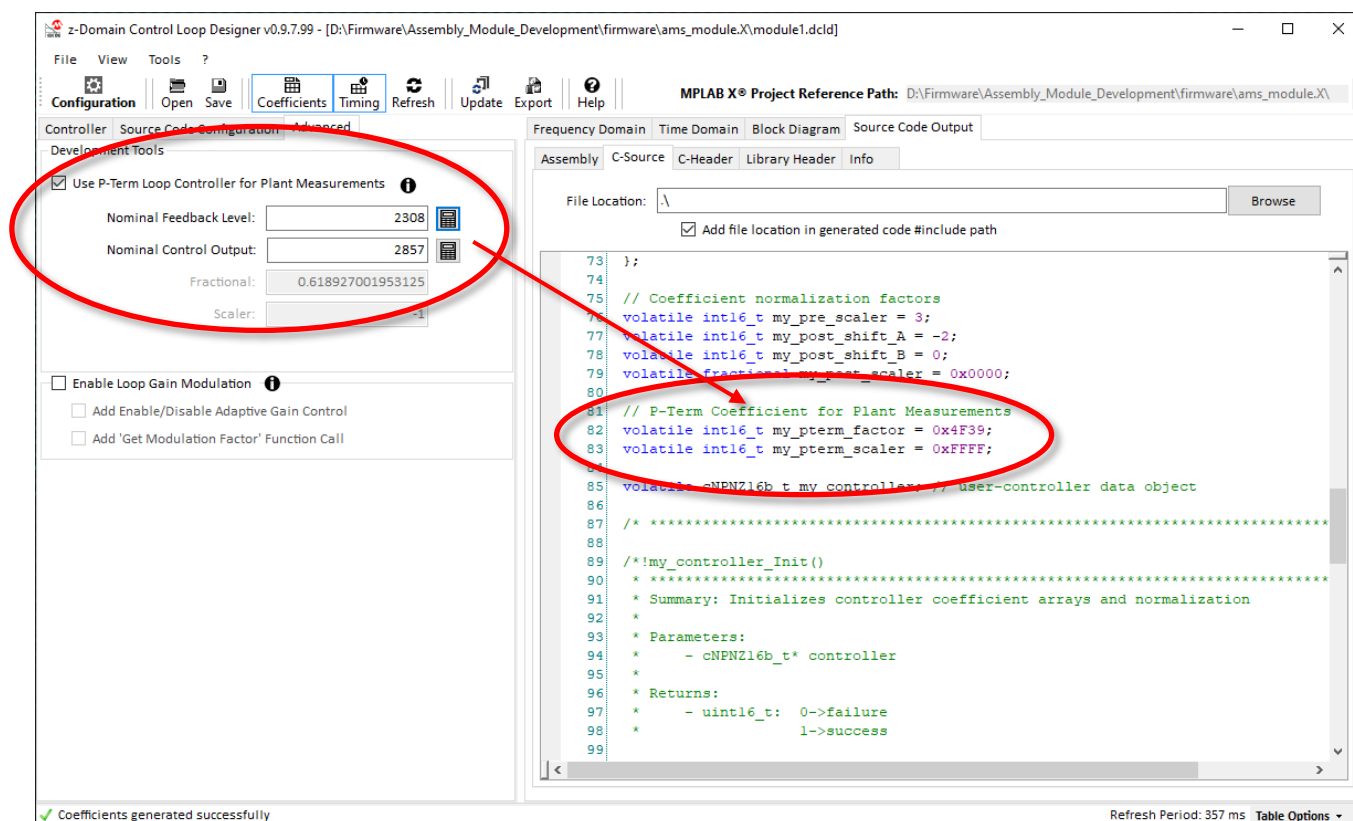 z-Domain Control Loop Designer v0.9.7.99 - [D:\Firmware\Assembly_Module_Development\firmware\ams_module.X\module1.dcld]
File View Tools ?
Configuration Open Save Coefficients Timing Refresh Update Export Help MPLAB X® Project Reference Path: D:\Firmware\Assembly_Module_Development\firmware\ams_module.X\
Controller Source Code Configuration Advanced
Development Tools
Use P-Term Loop Controller for Plant Measurements
Nominal Feedback Level: 2308
Nominal Control Output: 2857
Fractional: 0.618927001953125
Scaler: -1
Enable Loop Gain Modulation
Add Enable/Disable Adaptive Gain Control
Add 'Get Modulation Factor' Function Call
Frequency Domain Time Domain Block Diagram Source Code Output
Assembly C-Source C-Header Library Header Info
File Location: .\ Browse
Add file location in generated code #include path
73 };
74
75 // Coefficient normalization factors
76 volatile int16_t my_pre_scaler = 3;
77 volatile int16_t my_post_shift_A = -2;
78 volatile int16_t my_post_shift_B = 0;
79 volatile fractional my_post_scaler = 0x0000;
80
81 // P-Term Coefficient for Plant Measurements
82 volatile int16_t my_pterm_factor = 0x4F39;
83 volatile int16_t my_pterm_scaler = 0xFFFF;
84
85 volatile cNPNZ16b_t my_controller; // user-controller data object
86
87 /* ******************************************************************************
88
89 /*!my_controller_Init()
90 * ******************************************************************************
91 * Summary: Initializes controller coefficient arrays and normalization
92 *
93 * Parameters:
94 * - cNPNZ16b_t* controller
95 *
96 * Returns:
97 * - uint16_t: 0->failure
98 * 1->success
99
Coefficients generated successfully
Refresh Period: 357 ms Table Options